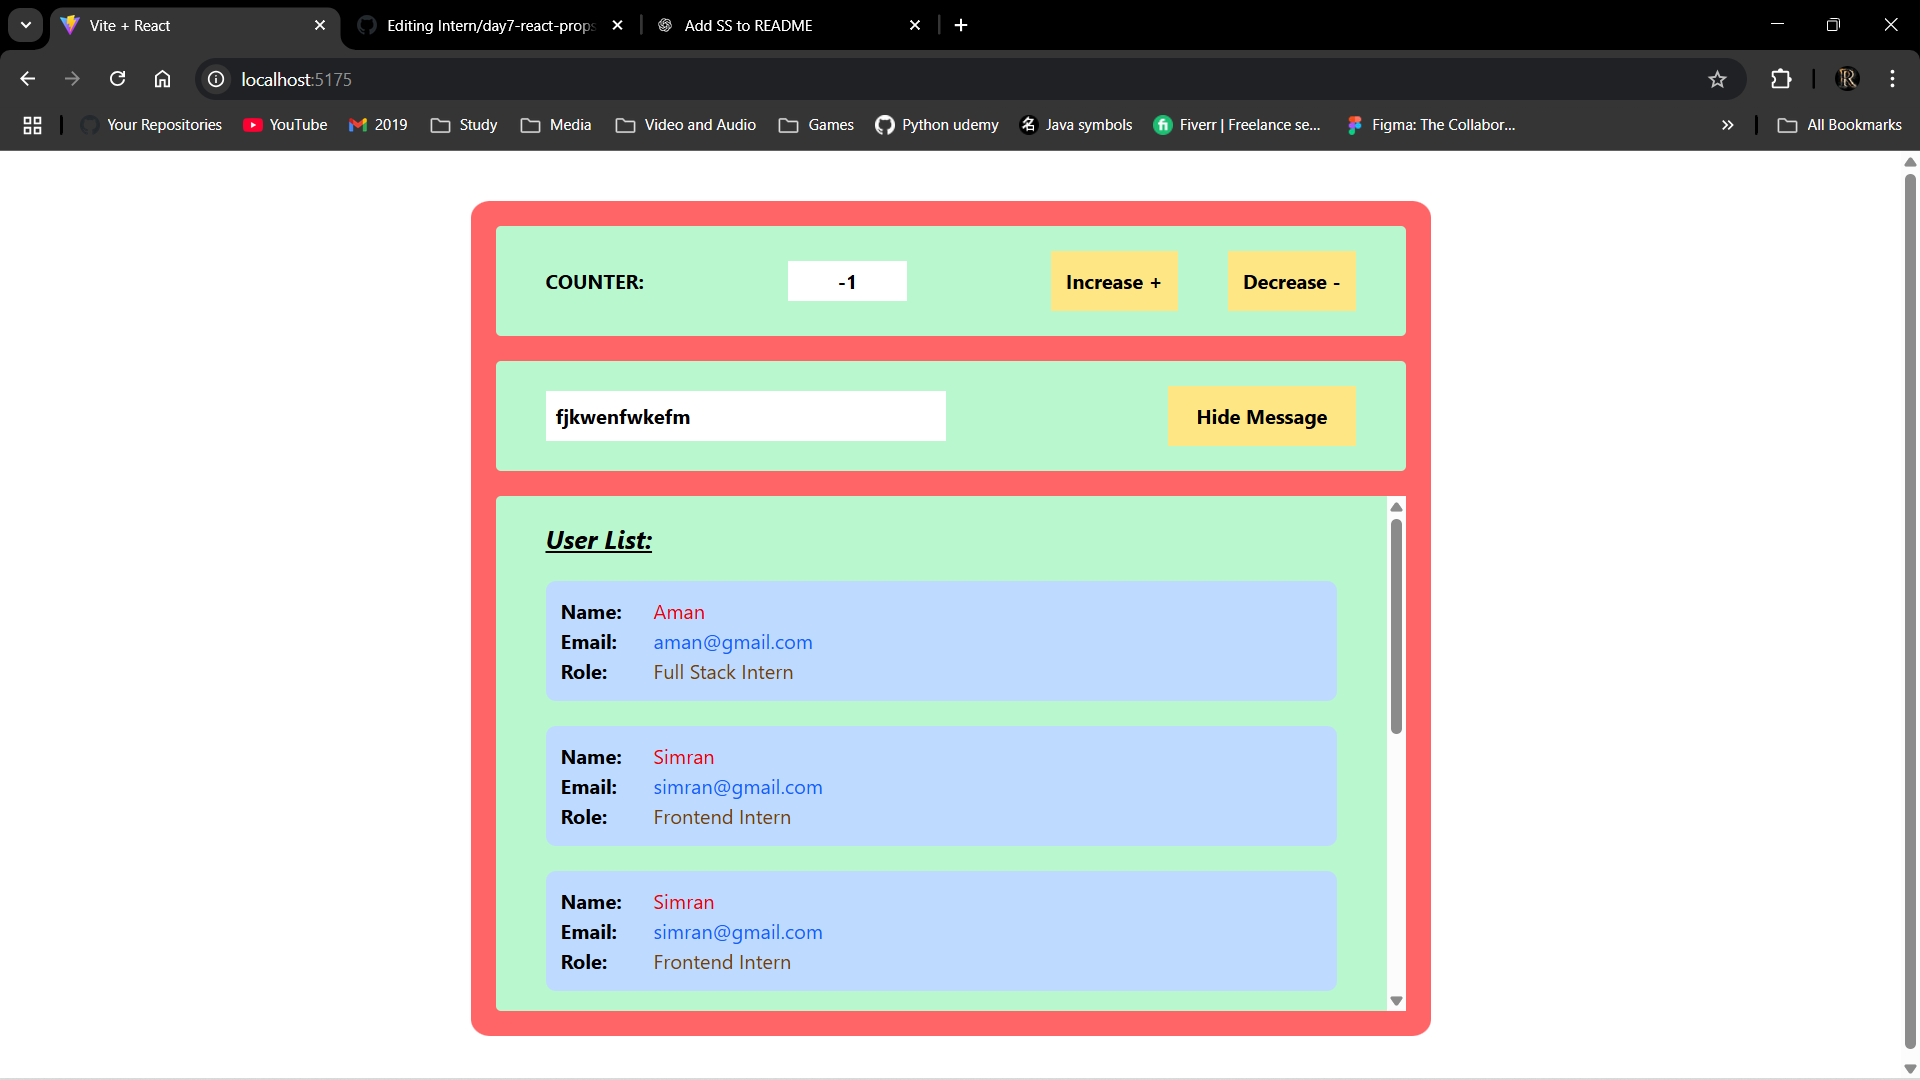 Vite + React
Editing Intern/day7-react-props
Add SS to README
localhost:5175
Your Repositories
YouTube
2019
Study
Media
Video and Audio
Games
Python udemy
Java symbols
Fiverr | Freelance se...
Figma: The Collabor...
All Bookmarks
COUNTER:
-1
Increase +
Decrease -
fjkwenfwkefm
Hide Message
User List:
Name: Aman
Email: aman@gmail.com
Role: Full Stack Intern
Name: Simran
Email: simran@gmail.com
Role: Frontend Intern
Name: Simran
Email: simran@gmail.com
Role: Frontend Intern